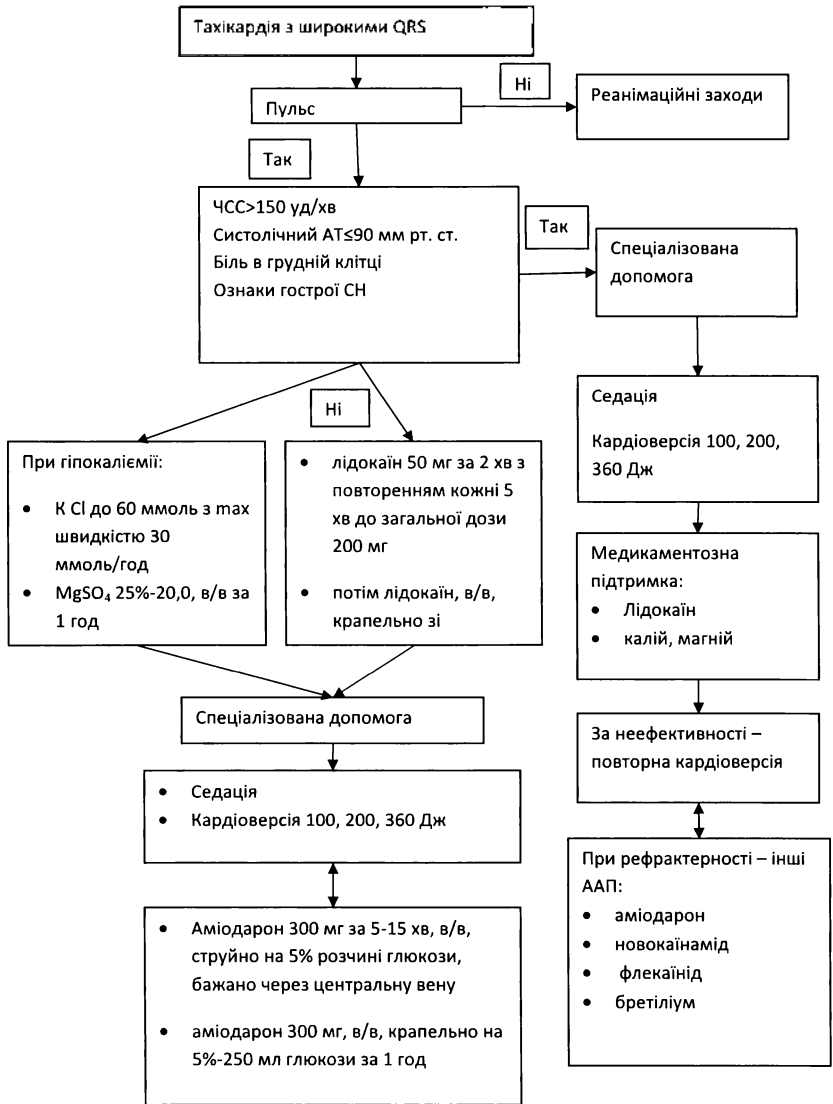 Тахікардія з широкими QRS
Ні
Пульс
Реанімаційні заходи
Так
ЧСС>150 уд/хв
Систолічний АТ≤90 мм рт. ст.
Біль в грудній клітці
Ознаки гострої СН
Так
Спеціалізована
допомога
Ні
Седація
Кардіоверсія 100, 200,
360 Дж
При гіпокаліємії:
• K Cl до 60 ммоль з max
швидкістю 30
ммоль/год
• MgSO₄ 25%-20,0, в/в за
1 год
• лідокаїн 50 мг за 2 хв з
повторенням кожні 5
хв до загальної дози
200 мг
• потім лідокаїн, в/в,
крапельно зі
Медикаментозна
підтримка:
• Лідокаїн
• калій, магній
Спеціалізована допомога
За неефективності –
повторна кардіоверсія
• Седація
• Кардіоверсія 100, 200, 360 Дж
При рефрактерності – інші
ААП:
• аміодарон
• новокаїнамід
• флекаїнід
• бретіліум
• Аміодарон 300 мг за 5-15 хв, в/в,
струйно на 5% розчині глюкози,
бажано через центральну вену
• аміодарон 300 мг, в/в, крапельно на
5%-250 мл глюкози за 1 год